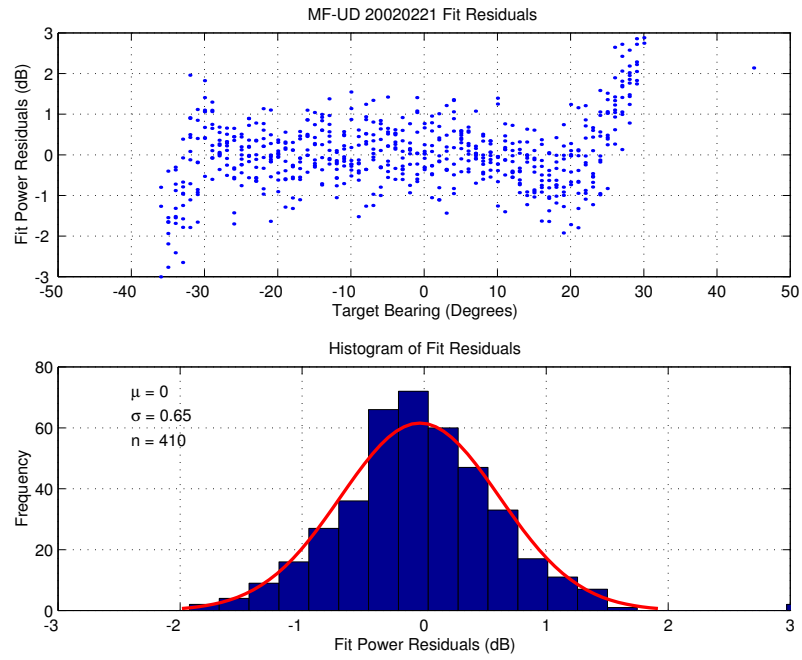 MF-UD 20020221 Fit Residuals
3
2
1
0
-1
-2
-3
Fit Power Residuals (dB)
-50 -40 -30 -20 -10 0 10 20 30 40 50
Target Bearing (Degrees)
Histogram of Fit Residuals
80
60
40
20
0
Frequency
μ = 0
σ = 0.65
n = 410
-3 -2 -1 0 1 2 3
Fit Power Residuals (dB)